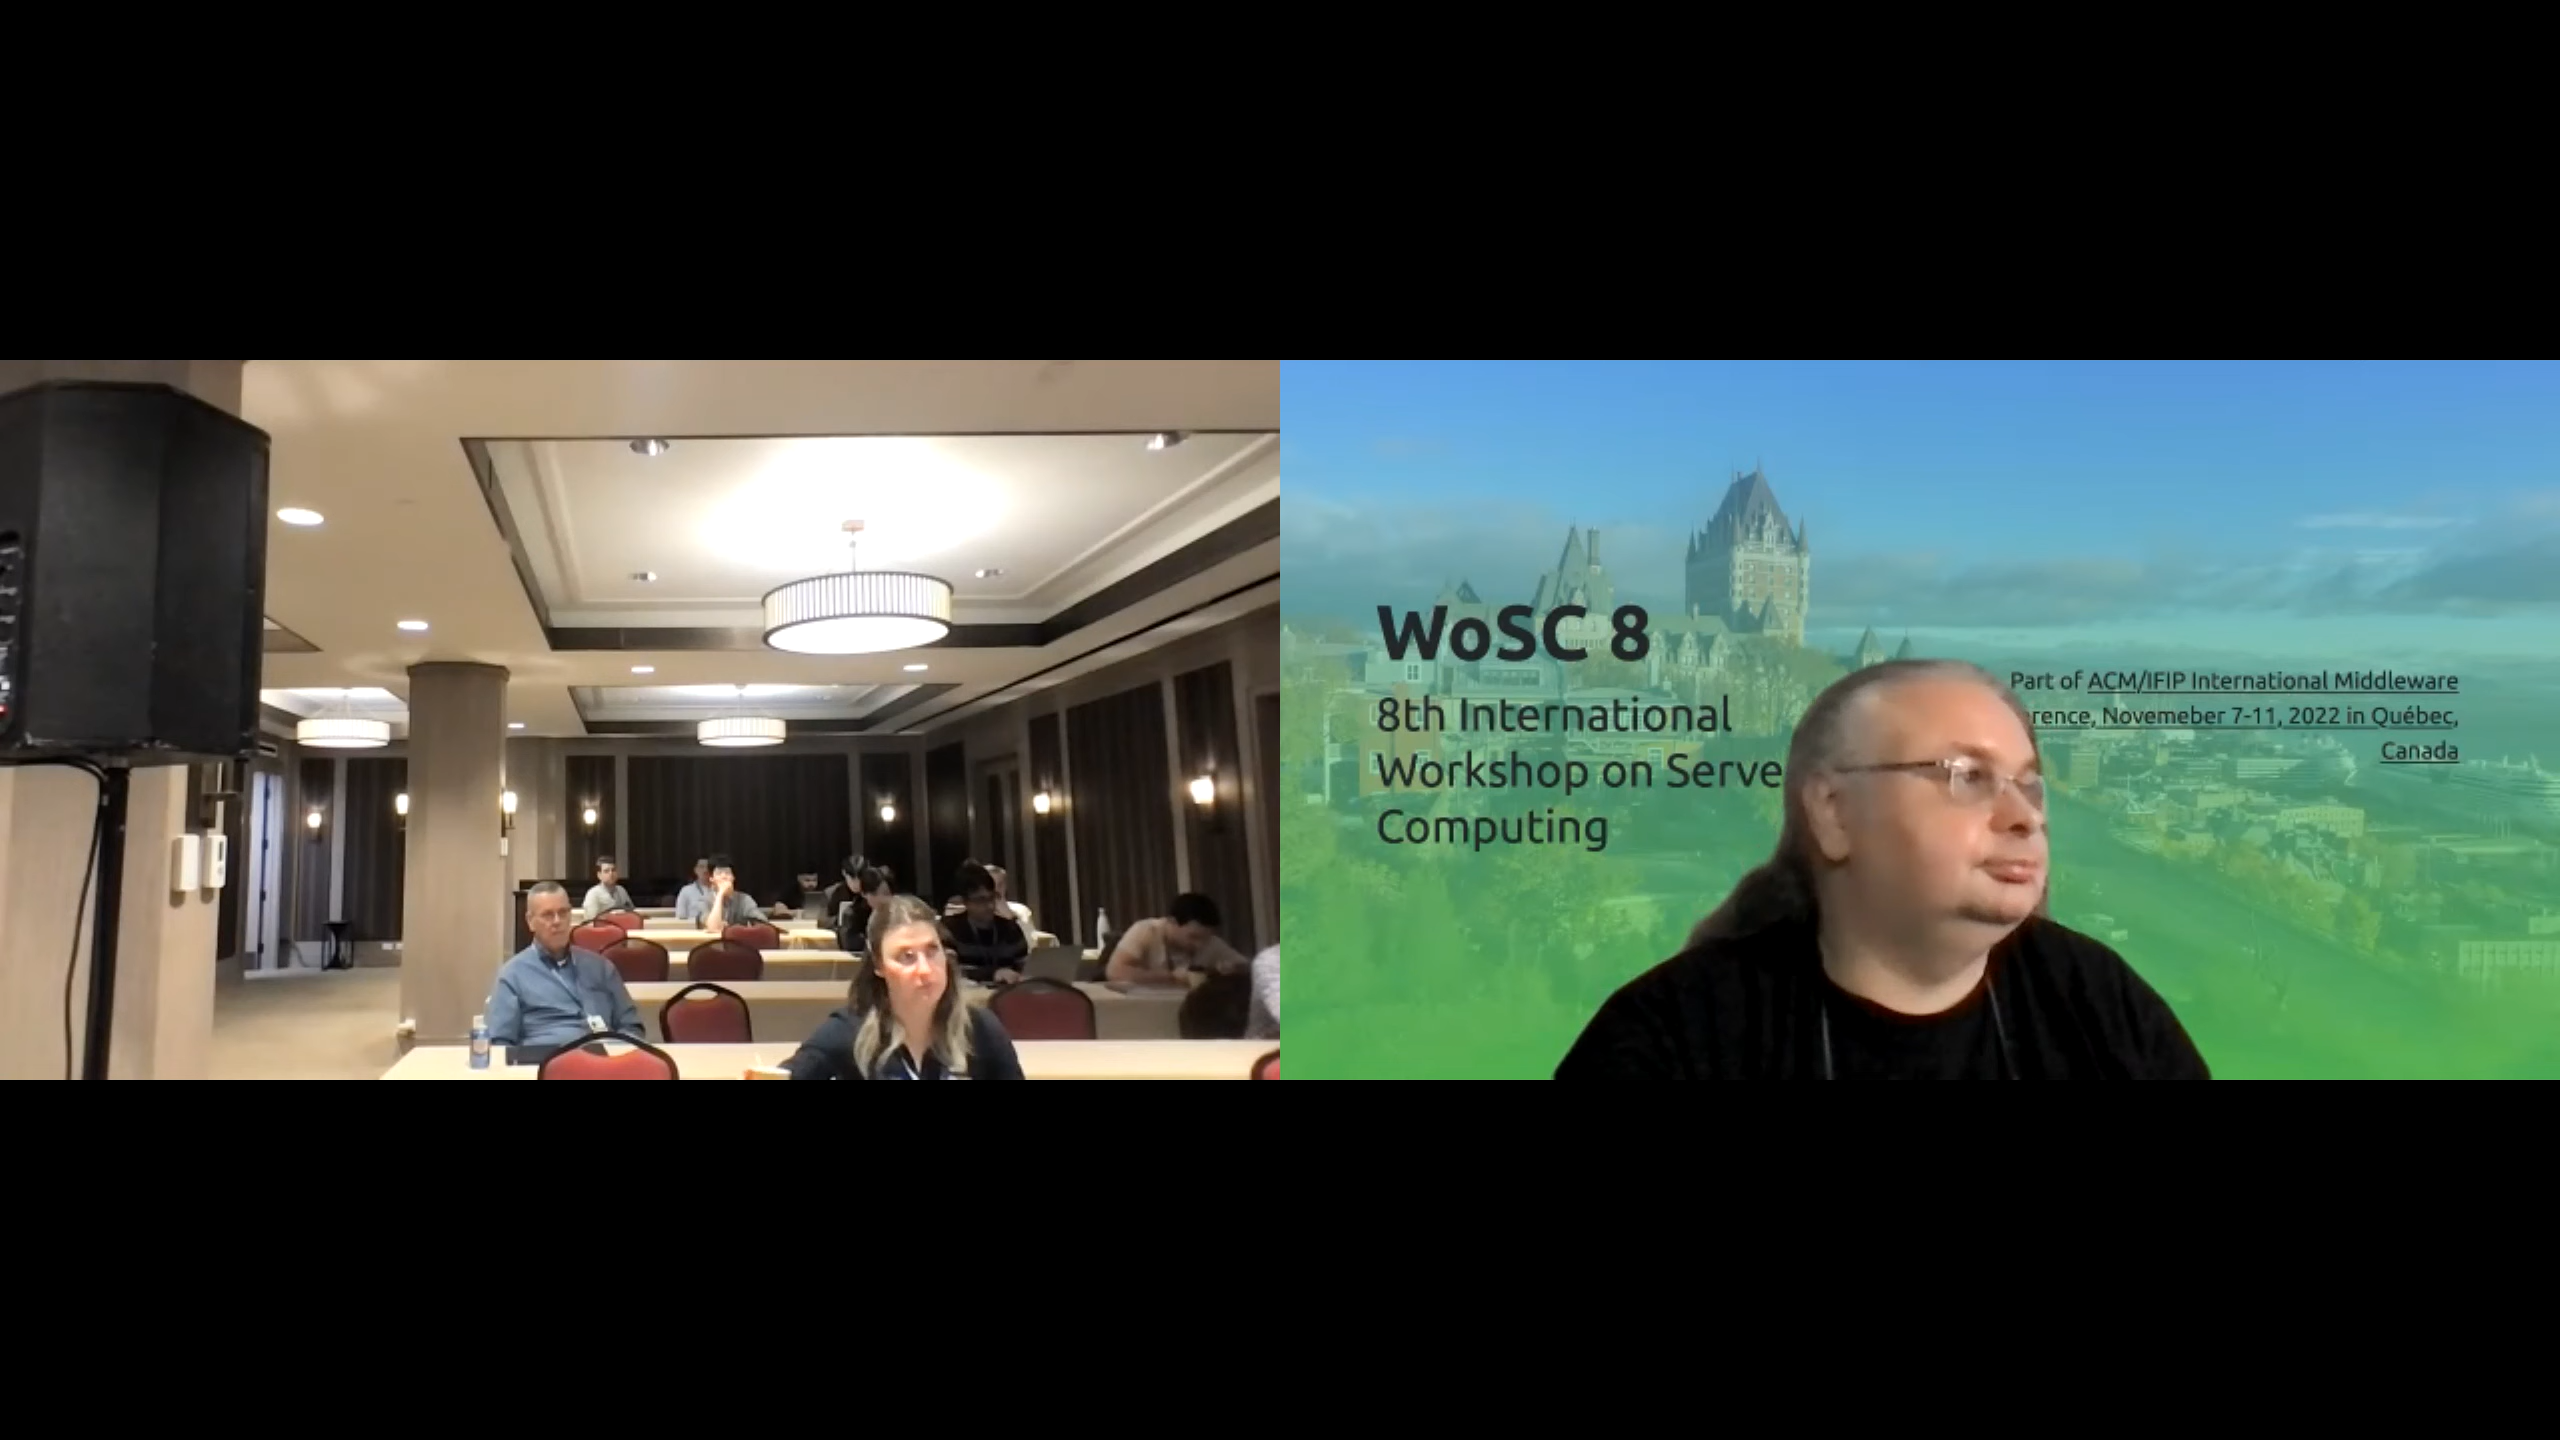 WoSC 8
8th International
Workshop on Serve
Computing
Part of ACM/IFIP International Middleware
rence, Novemeber 7-11, 2022 in Québec,
Canada